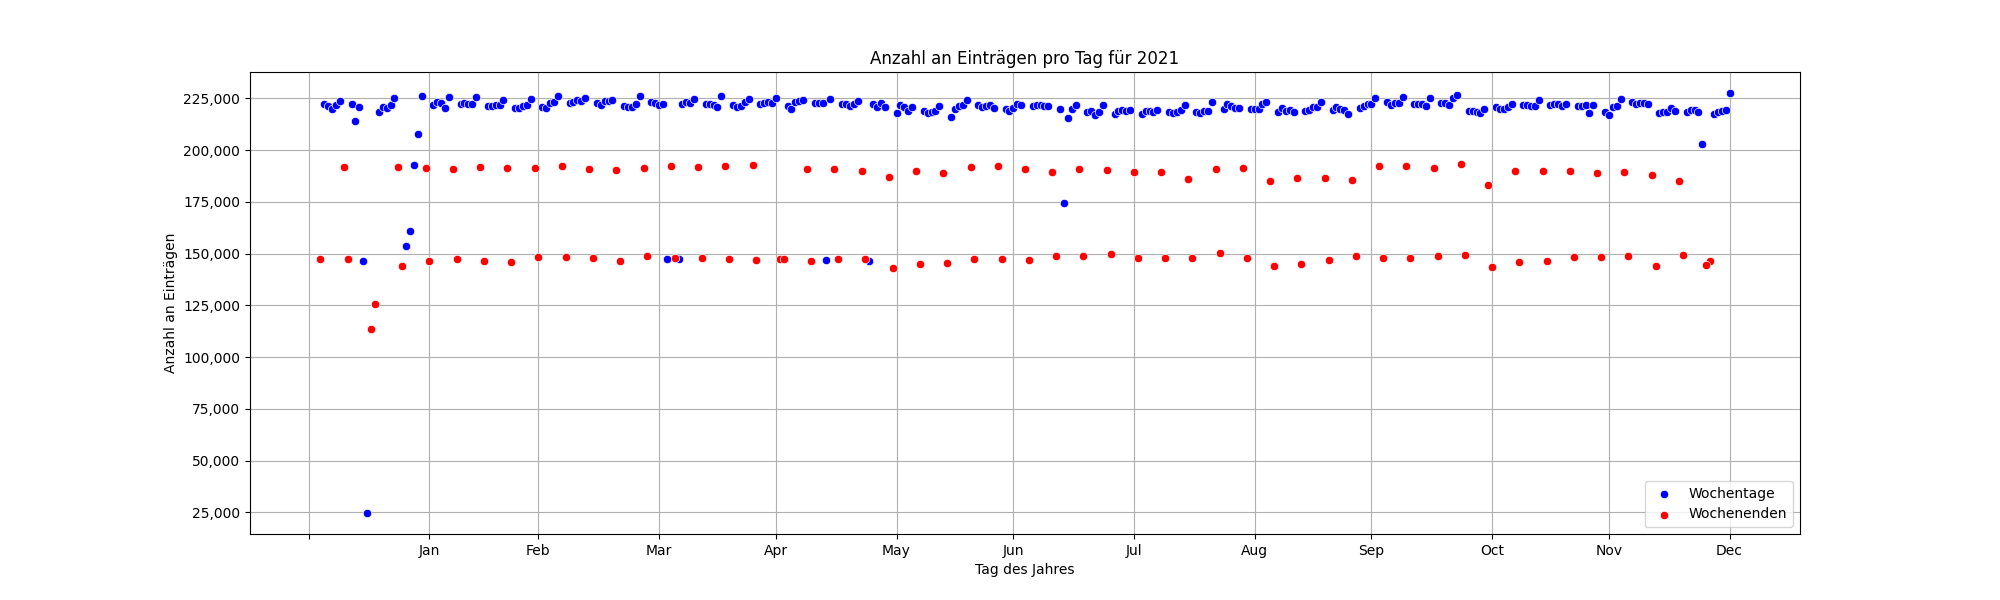 Anzahl an Einträgen pro Tag für 2021
Anzahl an Einträgen
225,000
200,000
175,000
150,000
125,000
100,000
75,000
50,000
25,000
Wochentage
Wochenenden
Jan Feb Mar Apr May Jun Jul Aug Sep Oct Nov Dec
Tag des Jahres